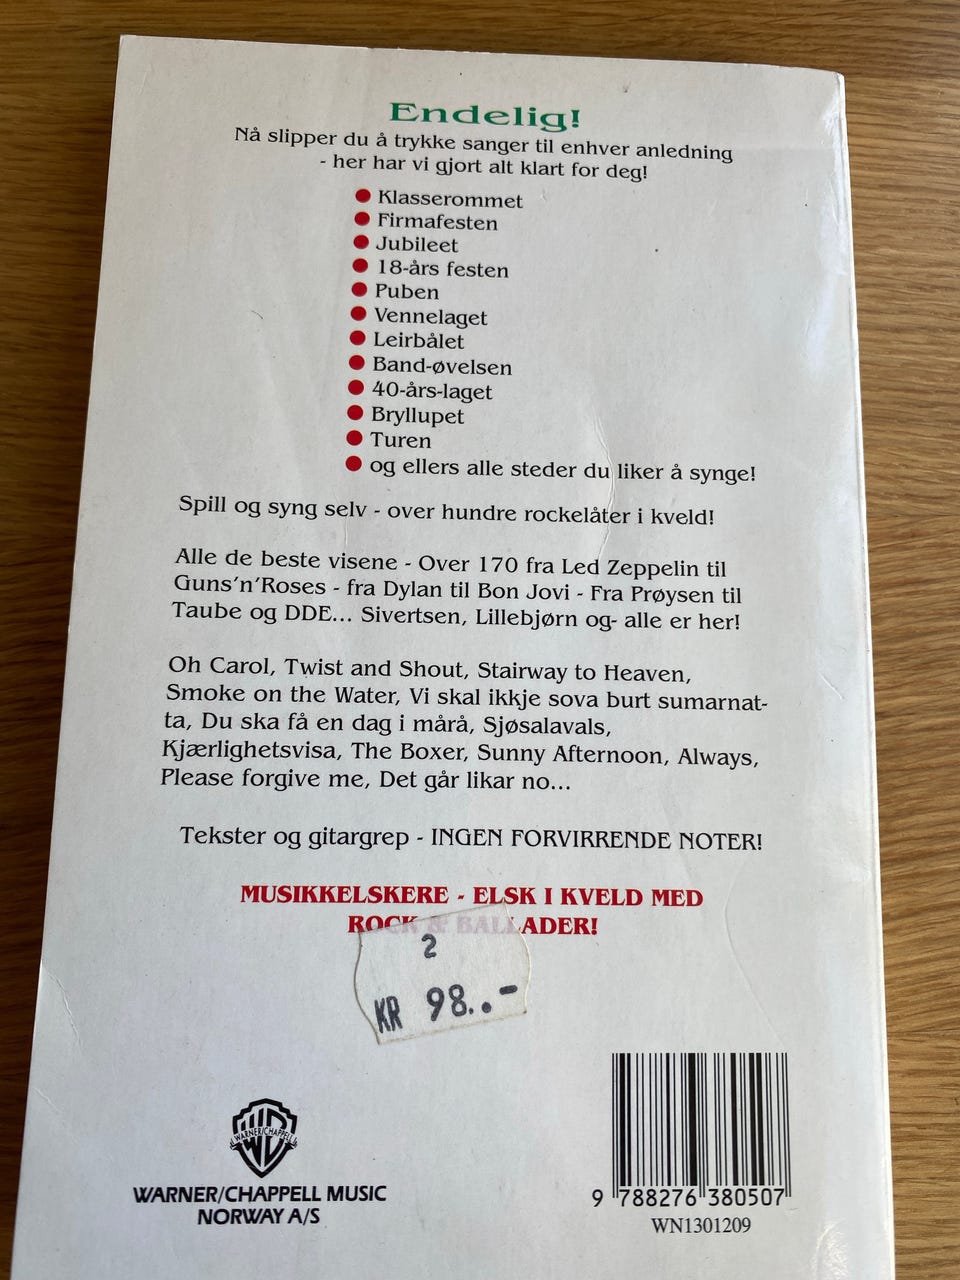 Endelig!
Nå slipper du å trykke sanger til enhver anledning
- her har vi gjort alt klart for deg!
● Klasserommet
● Firmafesten
● Jubileet
● 18-års festen
● Puben
● Vennelaget
● Leirbålet
● Band-øvelsen
● 40-års-laget
● Bryllupet
● Turen
● og ellers alle steder du liker å synge!
Spill og syng selv - over hundre rockelåter i kveld!
Alle de beste visene - Over 170 fra Led Zeppelin til
Guns'n'Roses - fra Dylan til Bon Jovi - Fra Prøysen til
Taube og DDE... Sivertsen, Lillebjørn og- alle er her!
Oh Carol, Twist and Shout, Stairway to Heaven,
Smoke on the Water, Vi skal ikkje sova burt sumarnat-
ta, Du ska få en dag i mårå, Sjøsalavals,
Kjærlighetsvisa, The Boxer, Sunny Afternoon, Always,
Please forgive me, Det går likar no...
Tekster og gitargrep - INGEN FORVIRRENDE NOTER!
MUSIKKELSKERE - ELSK I KVELD MED
ROCK & BALLADER!
2
KR 98..-
WARNER/CHAPPELL
WARNER/CHAPPELL MUSIC
NORWAY A/S
9 788276 380507
WN1301209